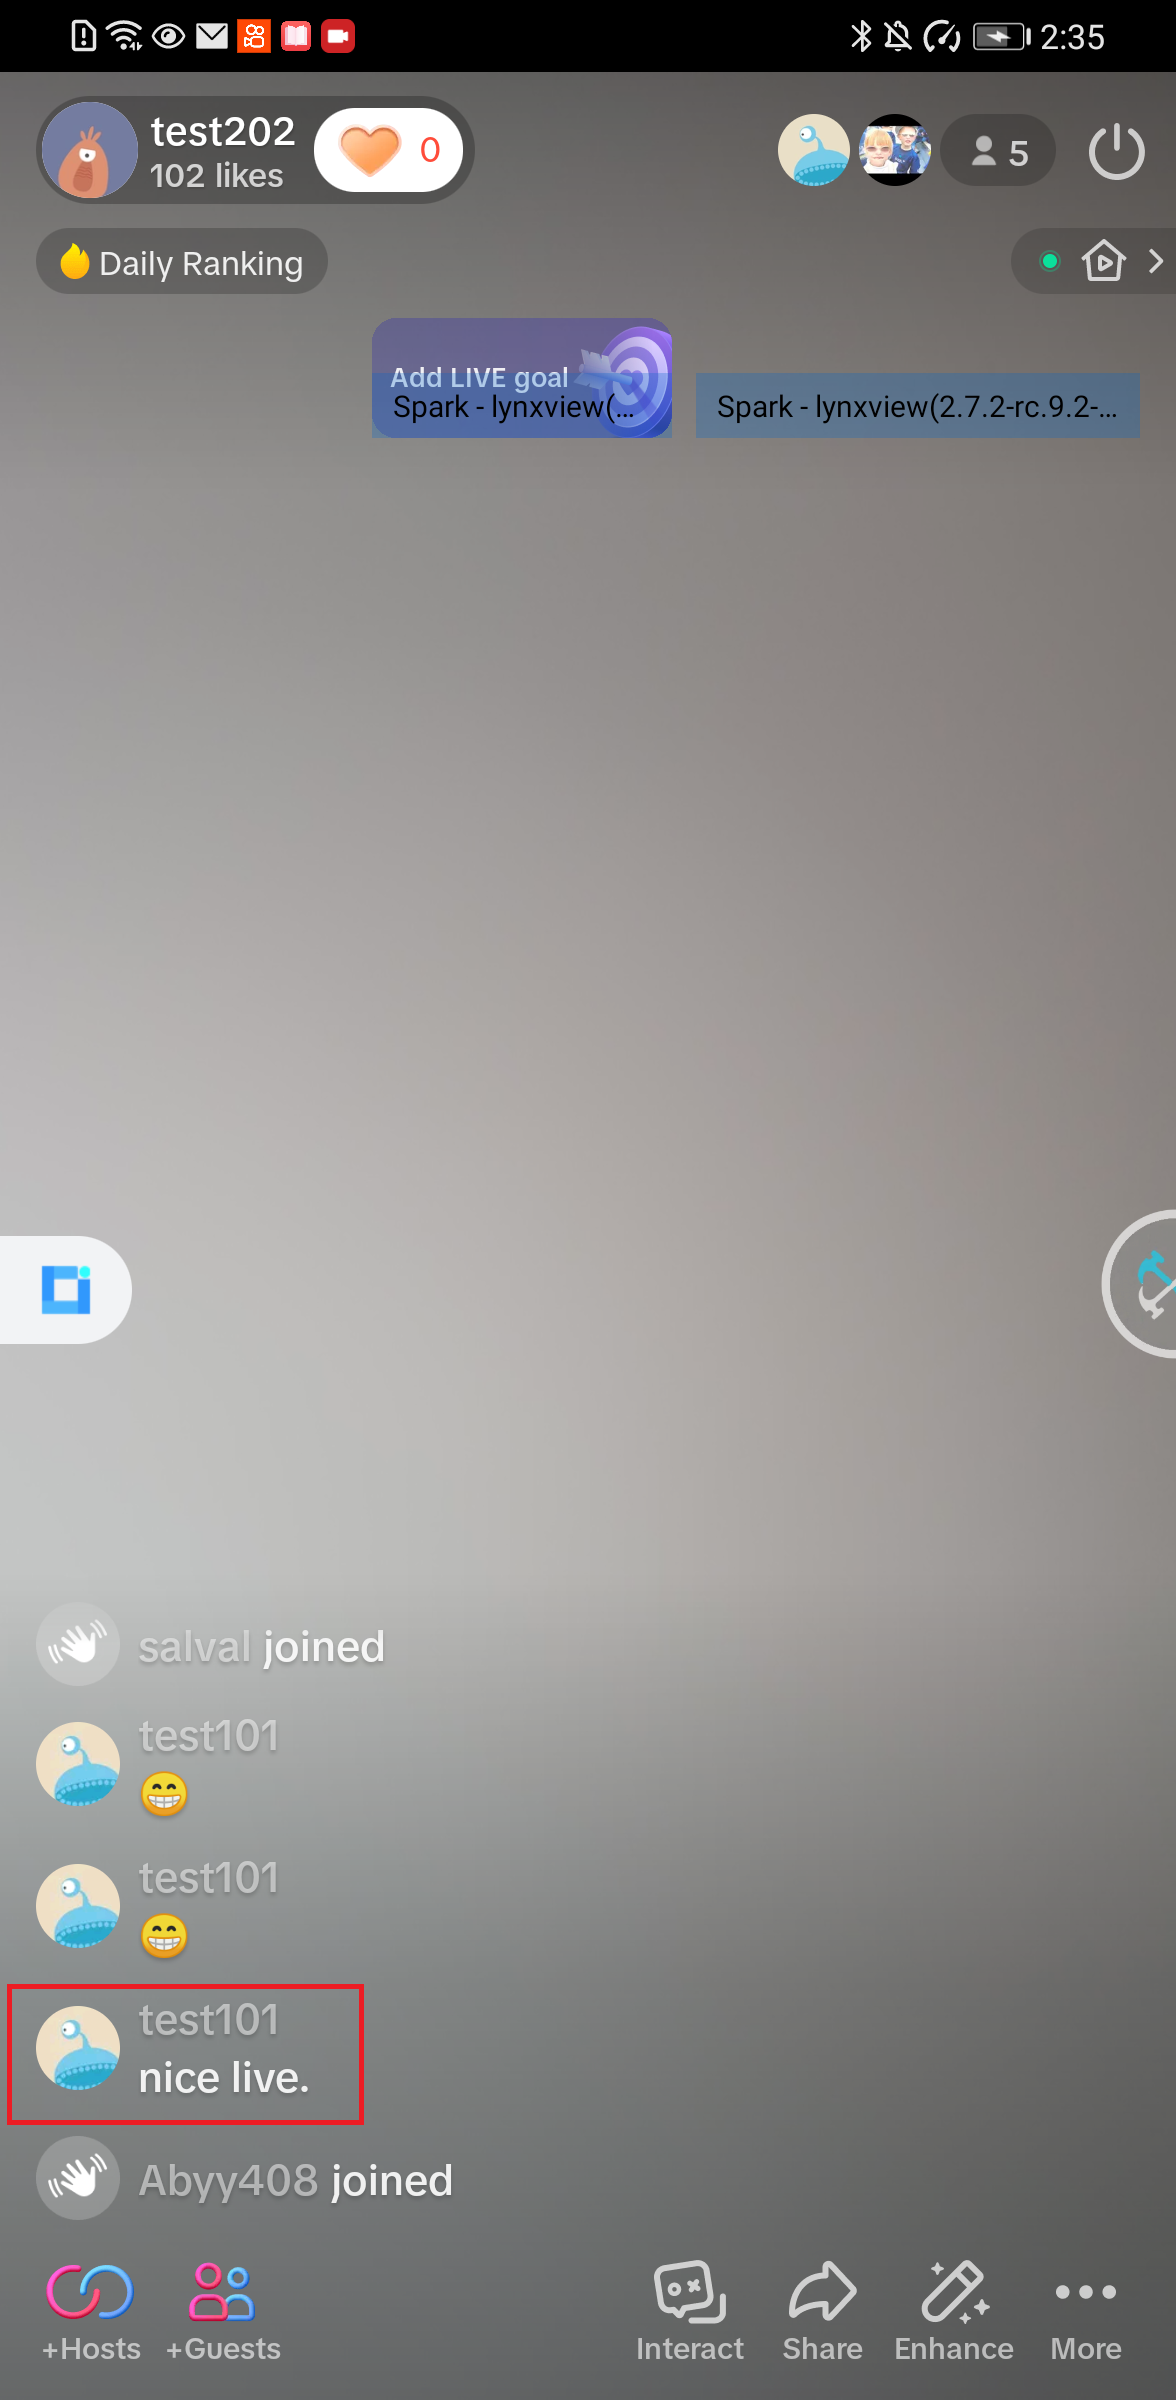 2:35
test202
102 likes
0
5
Daily Ranking
Add LIVE goal
Spark - lynxview(...
Spark - lynxview(2.7.2-rc.9.2-...
salval joined
test101
😁
test101
😁
test101
nice live.
Abyy408 joined
+Hosts
+Guests
Interact
Share
Enhance
More